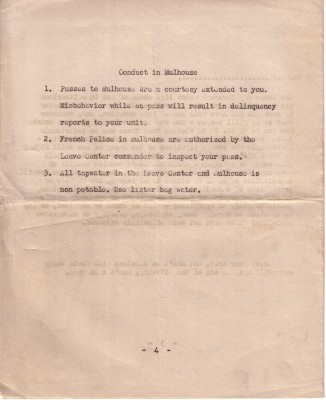 Conduct in Mulhouse
1. Passes to Mulhouse are a courtesy extended to you.
Misbehavior while on pass will result in delinquency
reports to your unit.
2. French Police in Mulhouse are authorized by the
Leave Center commander to inspect your pass.
3. All tapwater in the Leave Center and Mulhouse is
non potable. Use lister bag water.
- 4 -